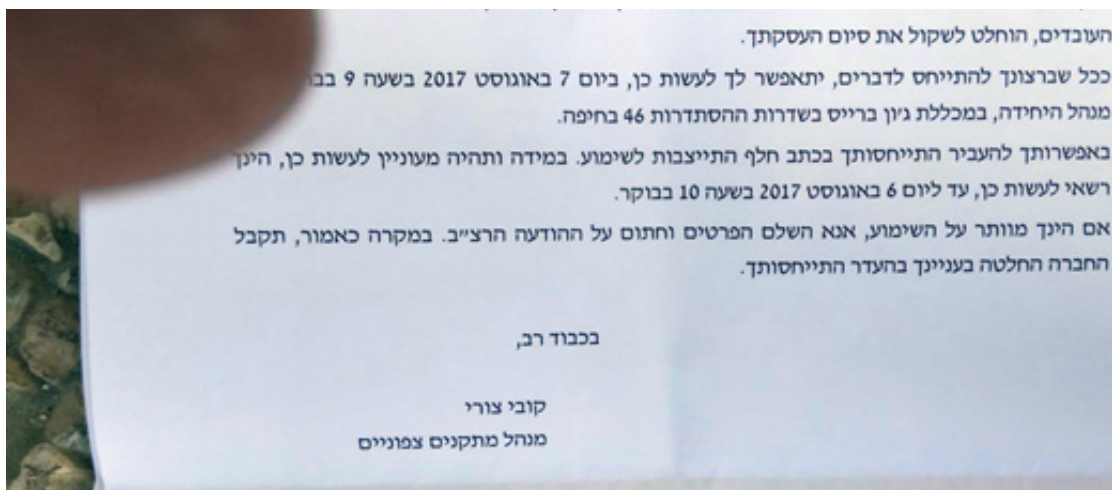 העובדים, הוחלט לשקול את סיום העסקתך.
ככל שברצונך להתייחס לדברים, יתאפשר לך לעשות כן, ביום 7 באוגוסט 2017 בשעה 9
מנהל היחידה, במכללת ג'ון ברייס בשדרות ההסתדרות 46 בחיפה.
באפשרותך להעביר התייחסותך בכתב חלף התייצבות לשימוע. במידה ותהיה מעוניין לעשות כן, הינך
רשאי לעשות כן, עד ליום 6 באוגוסט 2017 בשעה 10 בבוקר.
אם הינך מוותר על השימוע, אנא השלם הפרטים וחתום על ההודעה הרצ״ב. במקרה כאמור, תקבל
החברה החלטה בעניינך בהעדר התייחסותך.
בכבוד רב,
קובי צורי
מנהל מתקנים צפוניים